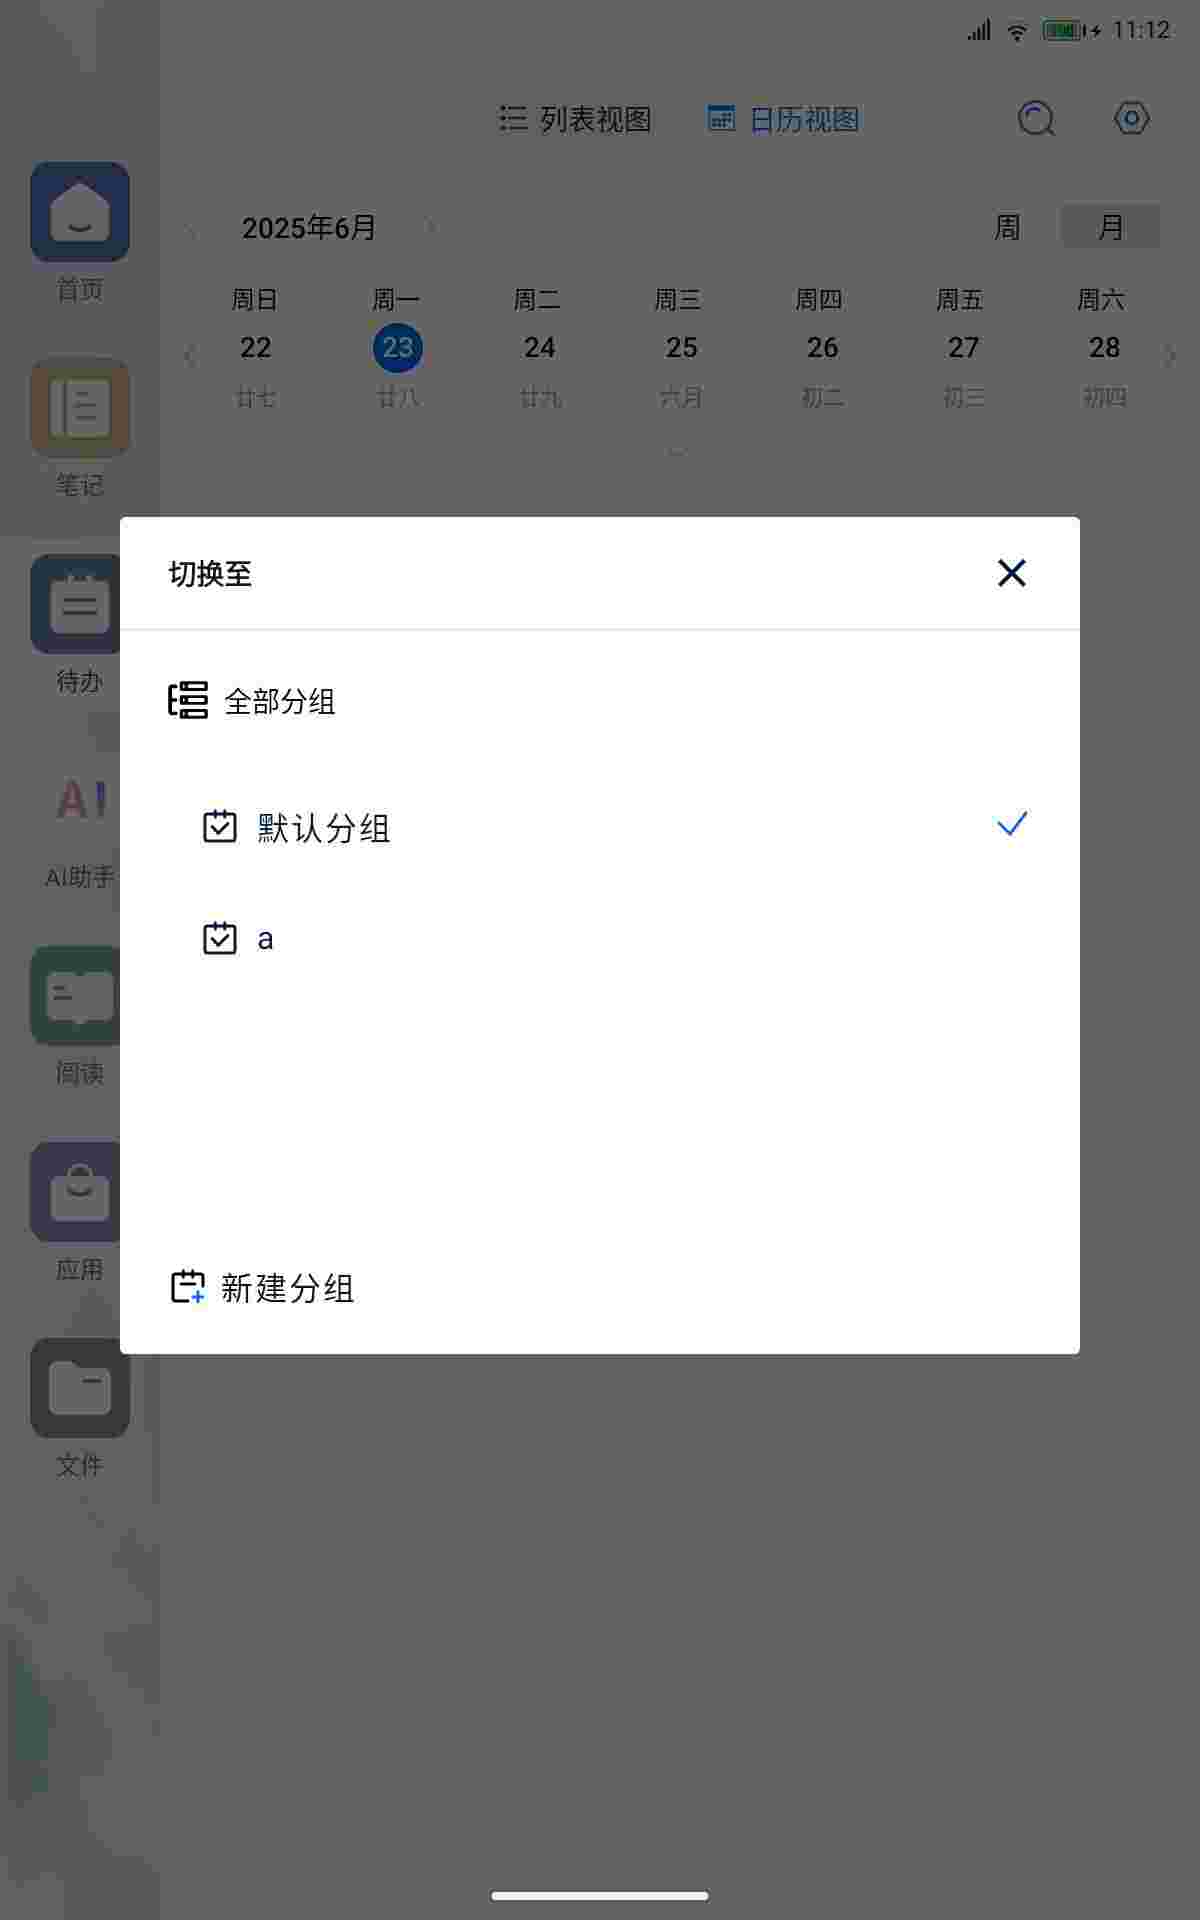 11:12
列表视图 日历视图
2025年6月 周 月
周日 周一 周二 周三 周四 周五 周六
22 23 24 25 26 27 28
廿七 廿八 廿九 六月 初二 初三 初四
首页
笔记
待办
AI
AI助手
阅读
应用
文件
切换至
全部分组
默认分组
a
新建分组